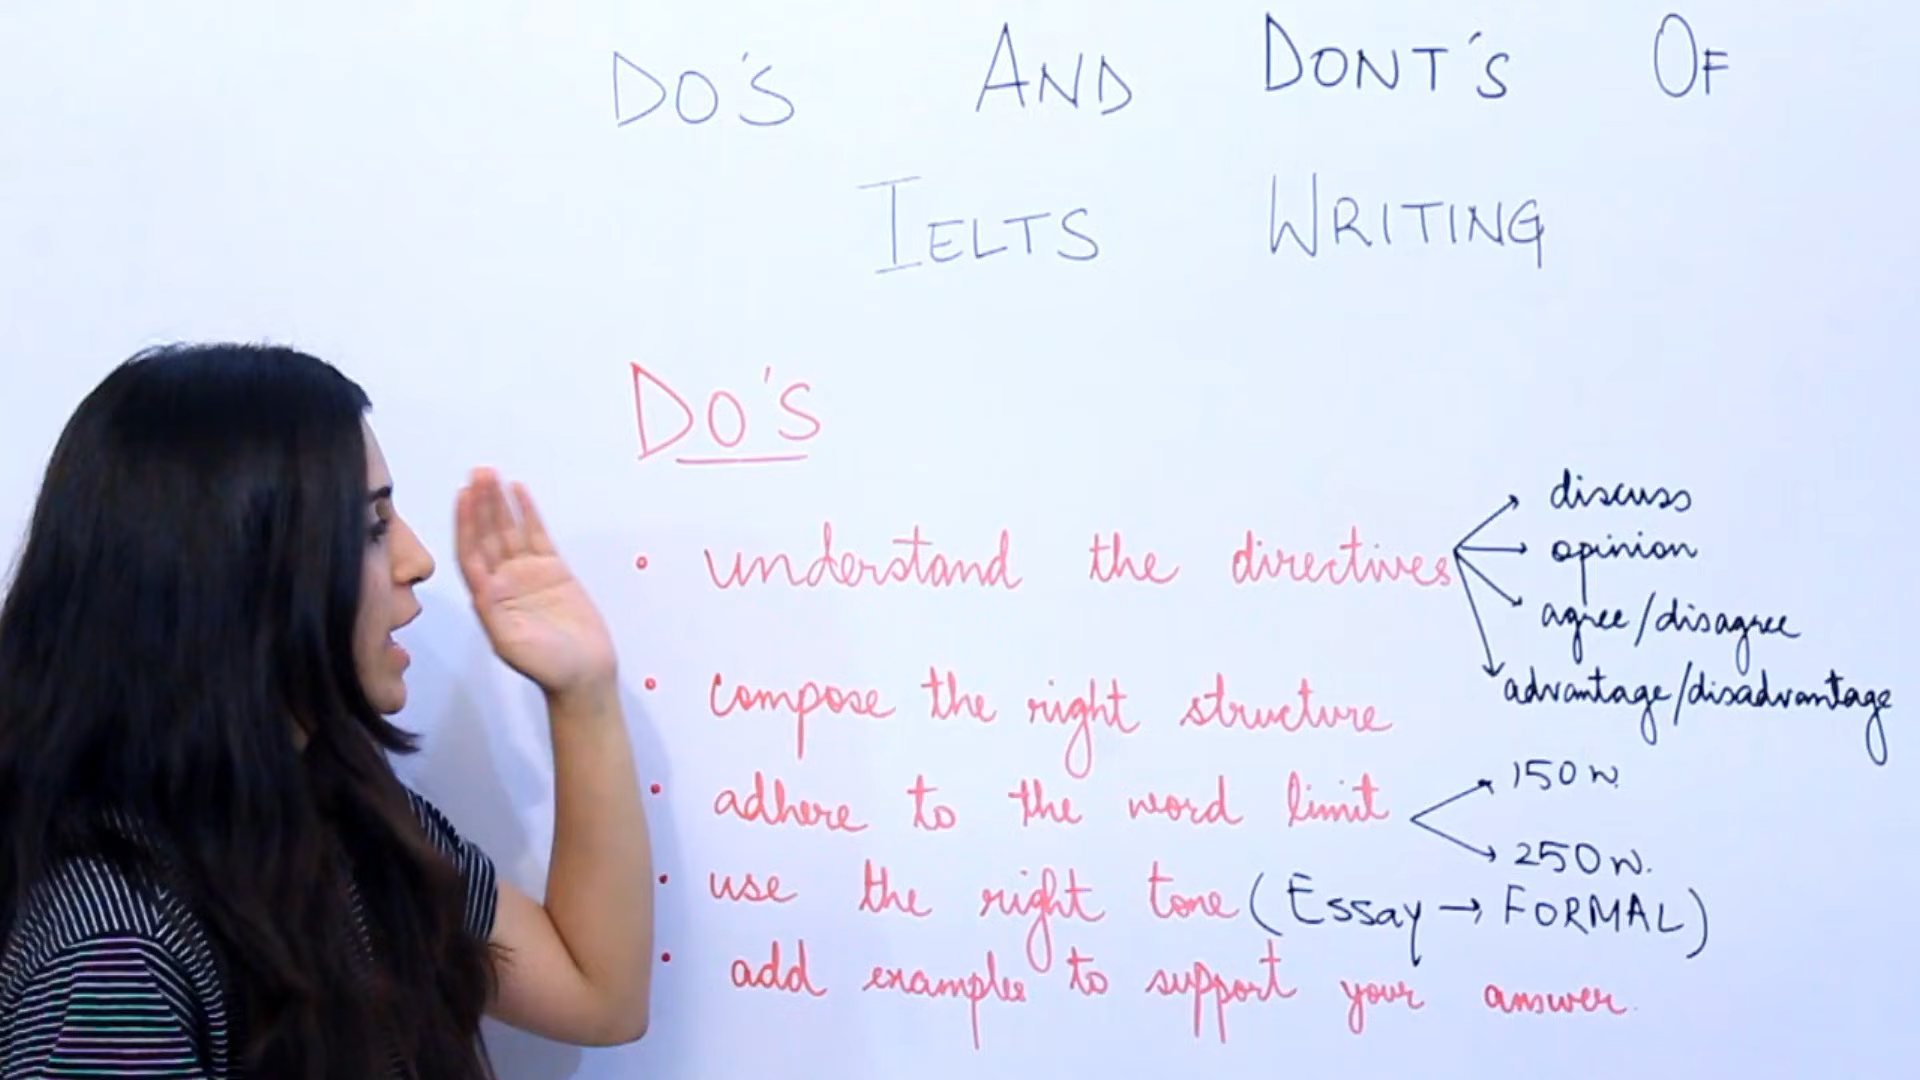 DO'S AND DONT'S OF
IELTS WRITING
DO'S
• understand the directives
discuss
opinion
agree/disagree
advantage/disadvantage
• compose the right structure
• adhere to the word limit
150 w.
250 w.
• use the right tone (Essay → FORMAL)
• add examples to support your answer.